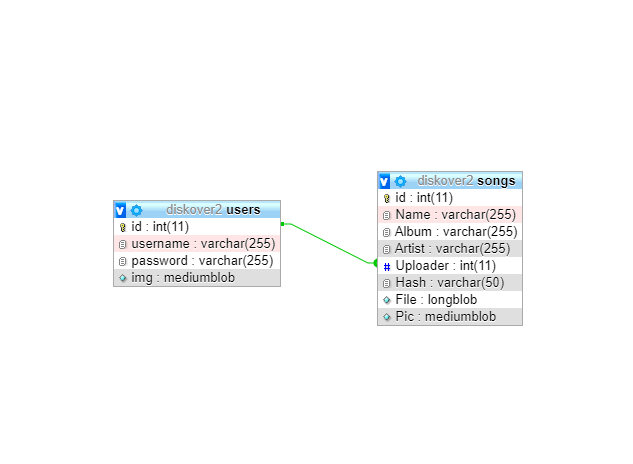 diskover2 users
id : int(11)
username : varchar(255)
password : varchar(255)
img : mediumblob
diskover2 songs
id : int(11)
Name : varchar(255)
Album : varchar(255)
Artist : varchar(255)
# Uploader : int(11)
Hash : varchar(50)
File : longblob
Pic : mediumblob